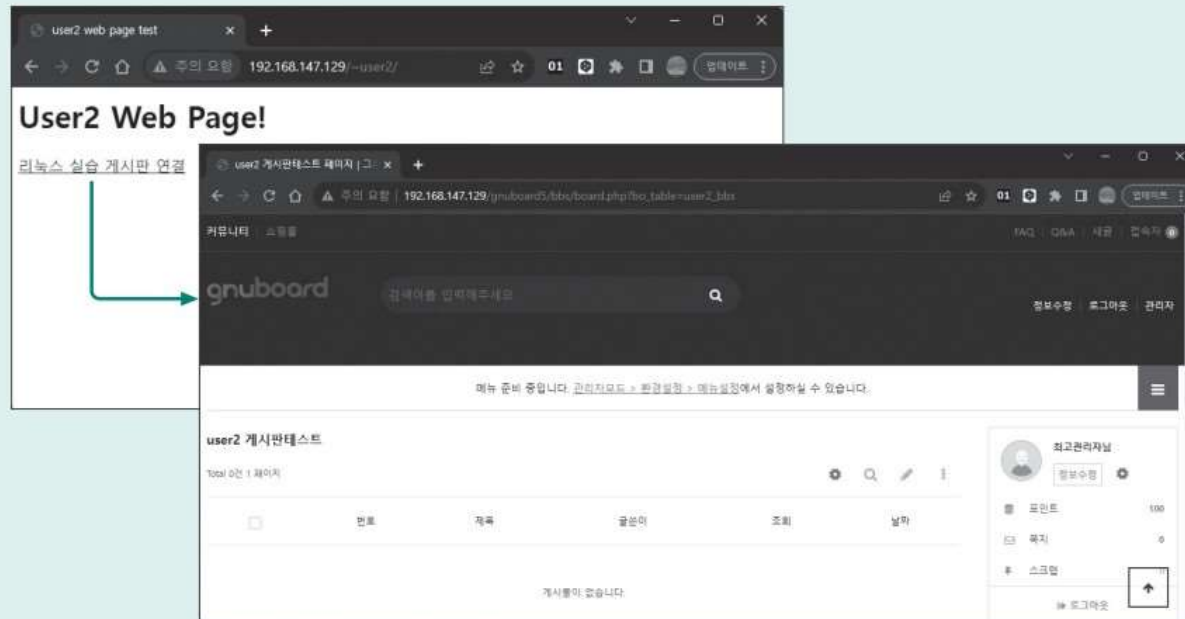 user2 web page test
주의 요함 192.168.147.129/~user2/
01
업데이트
User2 Web Page!
리눅스 실습 게시판 연결
user2 게시판테스트 페이지 | 그
주의 요함 | 192.168.147.129/gnuboard5/bbs/board.php?bo_table=user2_bbs
01
업데이트
커뮤니티 쇼핑몰
FAQ Q&A 새글 접속자 0
gnuboard
검색어를 입력해주세요
정보수정 로그아웃 관리자
메뉴 준비 중입니다. 관리자모드 > 환경설정 > 메뉴설정에서 설정하실 수 있습니다.
user2 게시판테스트
Total 0건 1 페이지
번호 제목 글쓴이 조회 날짜
게시물이 없습니다.
최고관리자님
정보수정
포인트 100
쪽지 0
스크랩
로그아웃